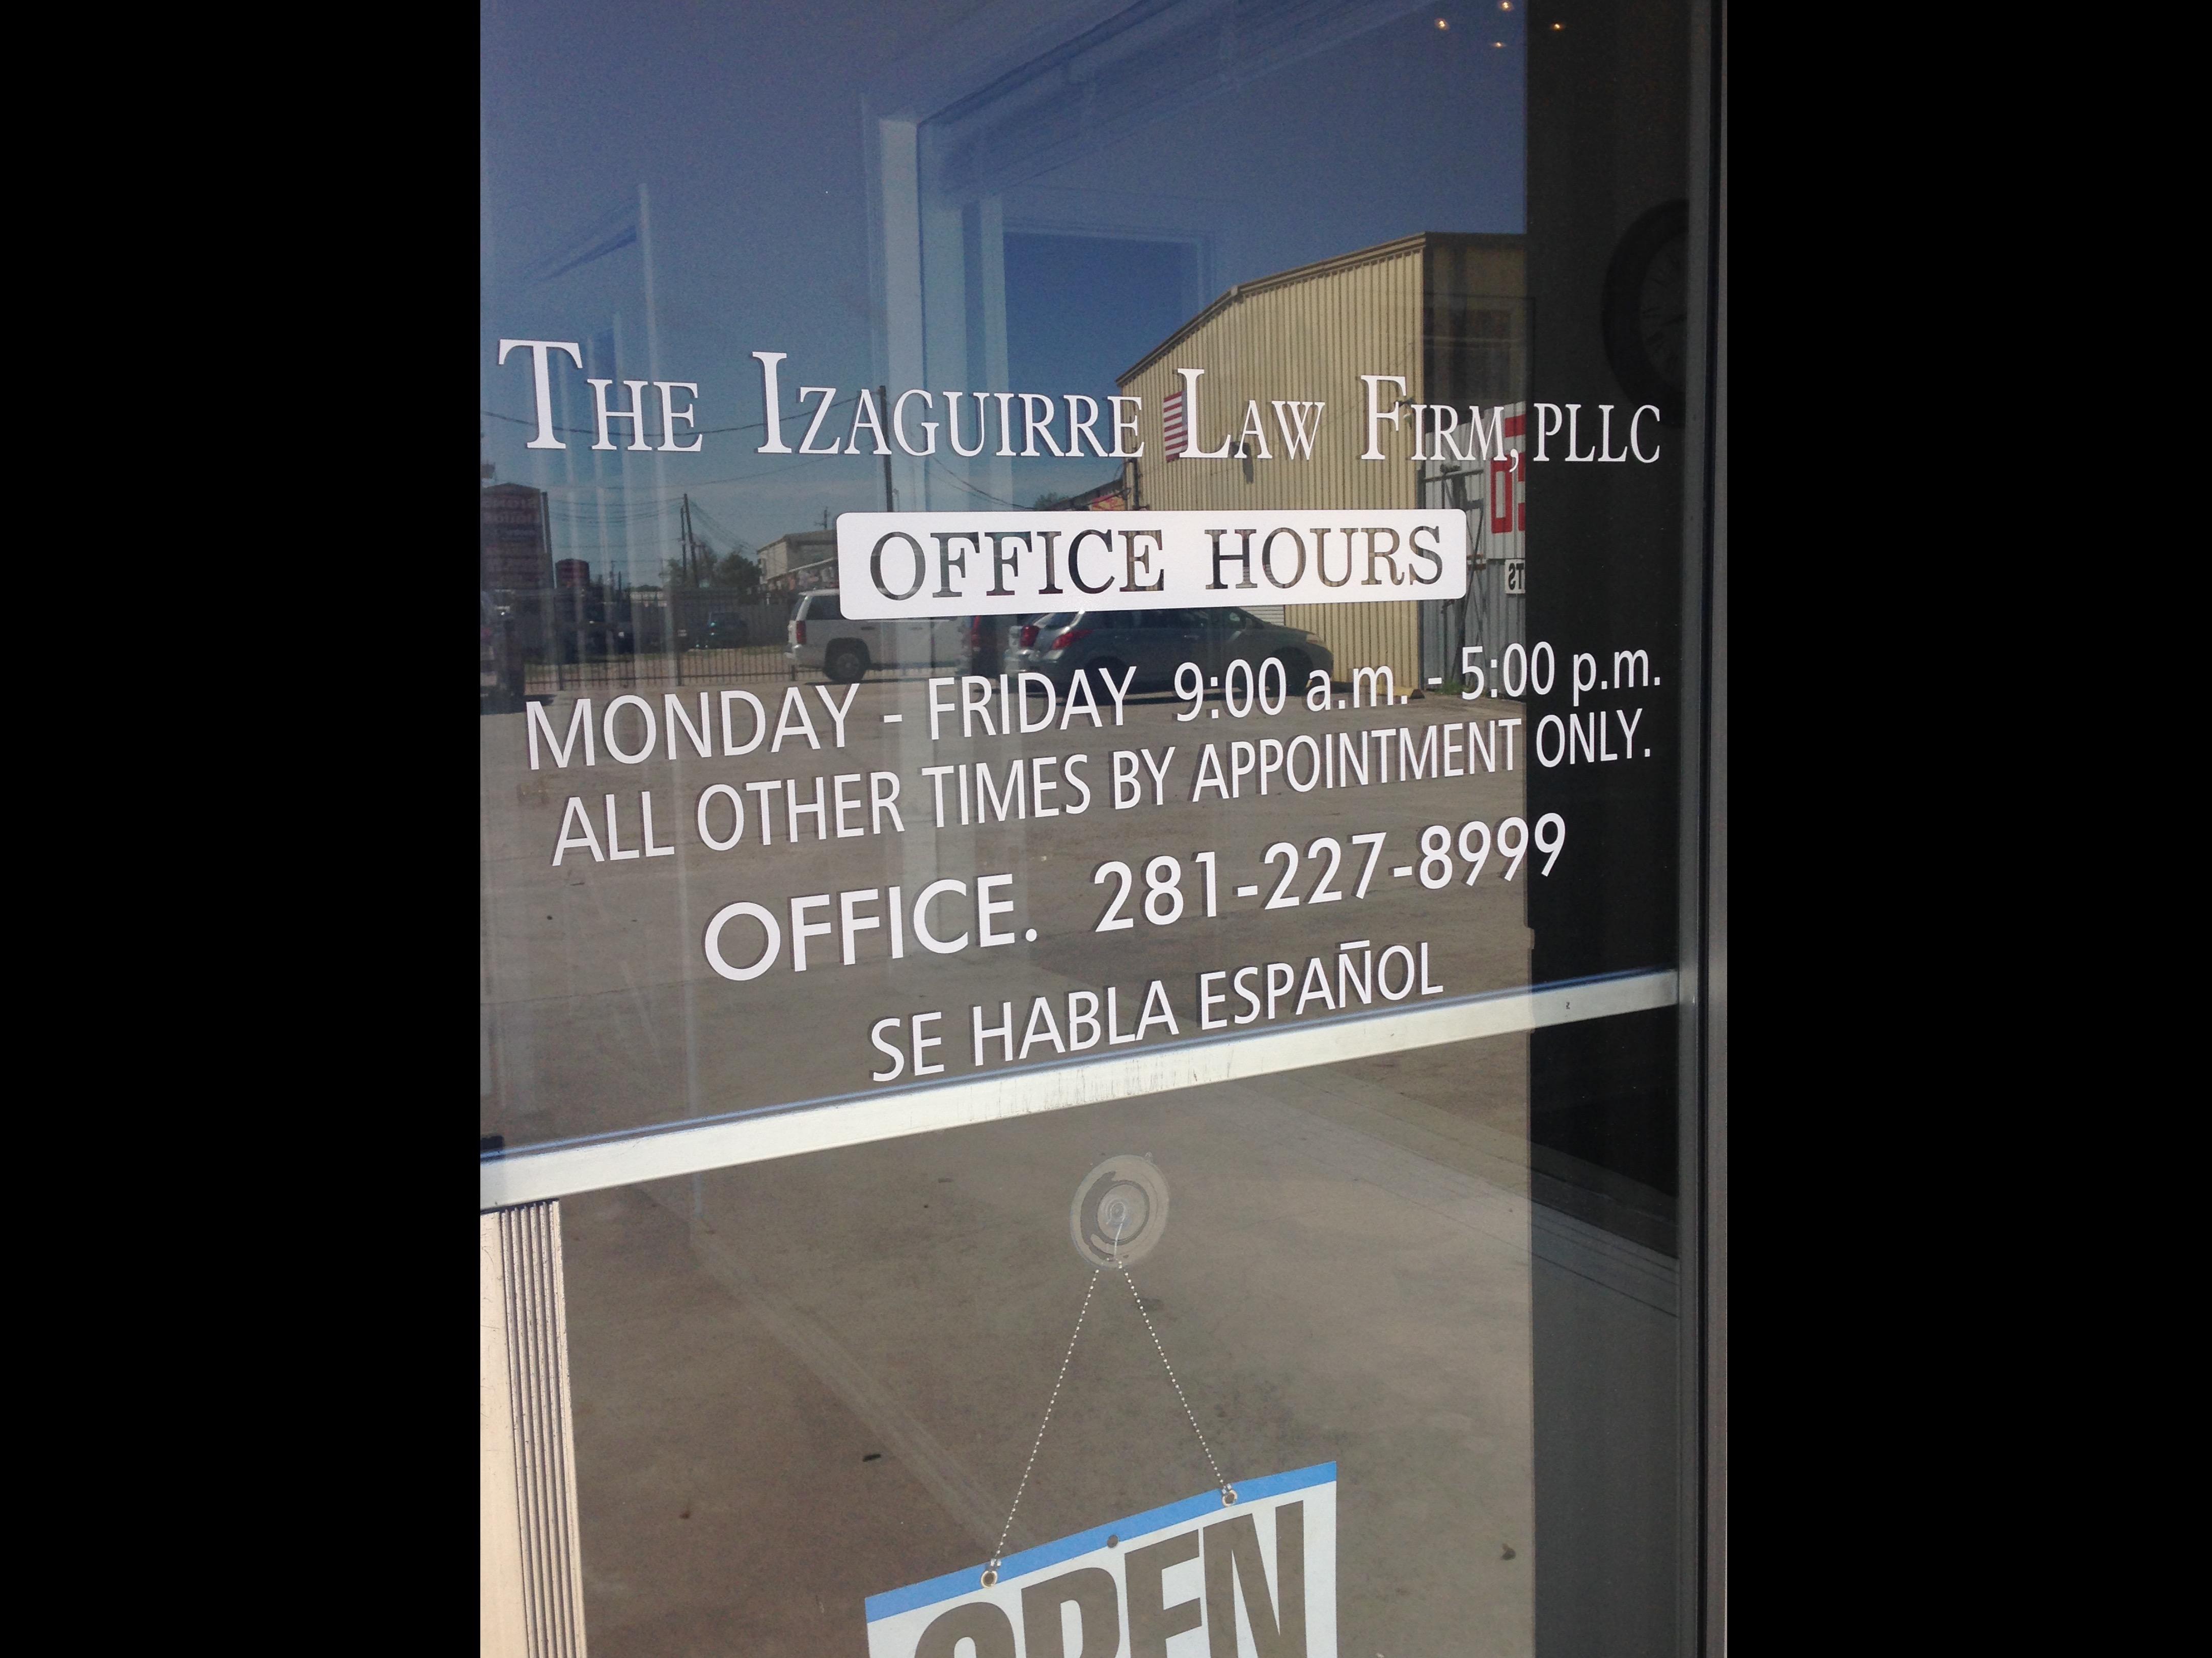 THE IZAGUIRRE LAW FIRM, PLLC
OFFICE HOURS
MONDAY - FRIDAY 9:00 a.m. - 5:00 p.m.
ALL OTHER TIMES BY APPOINTMENT ONLY.
OFFICE. 281-227-8999
SE HABLA ESPAÑOL
OPEN